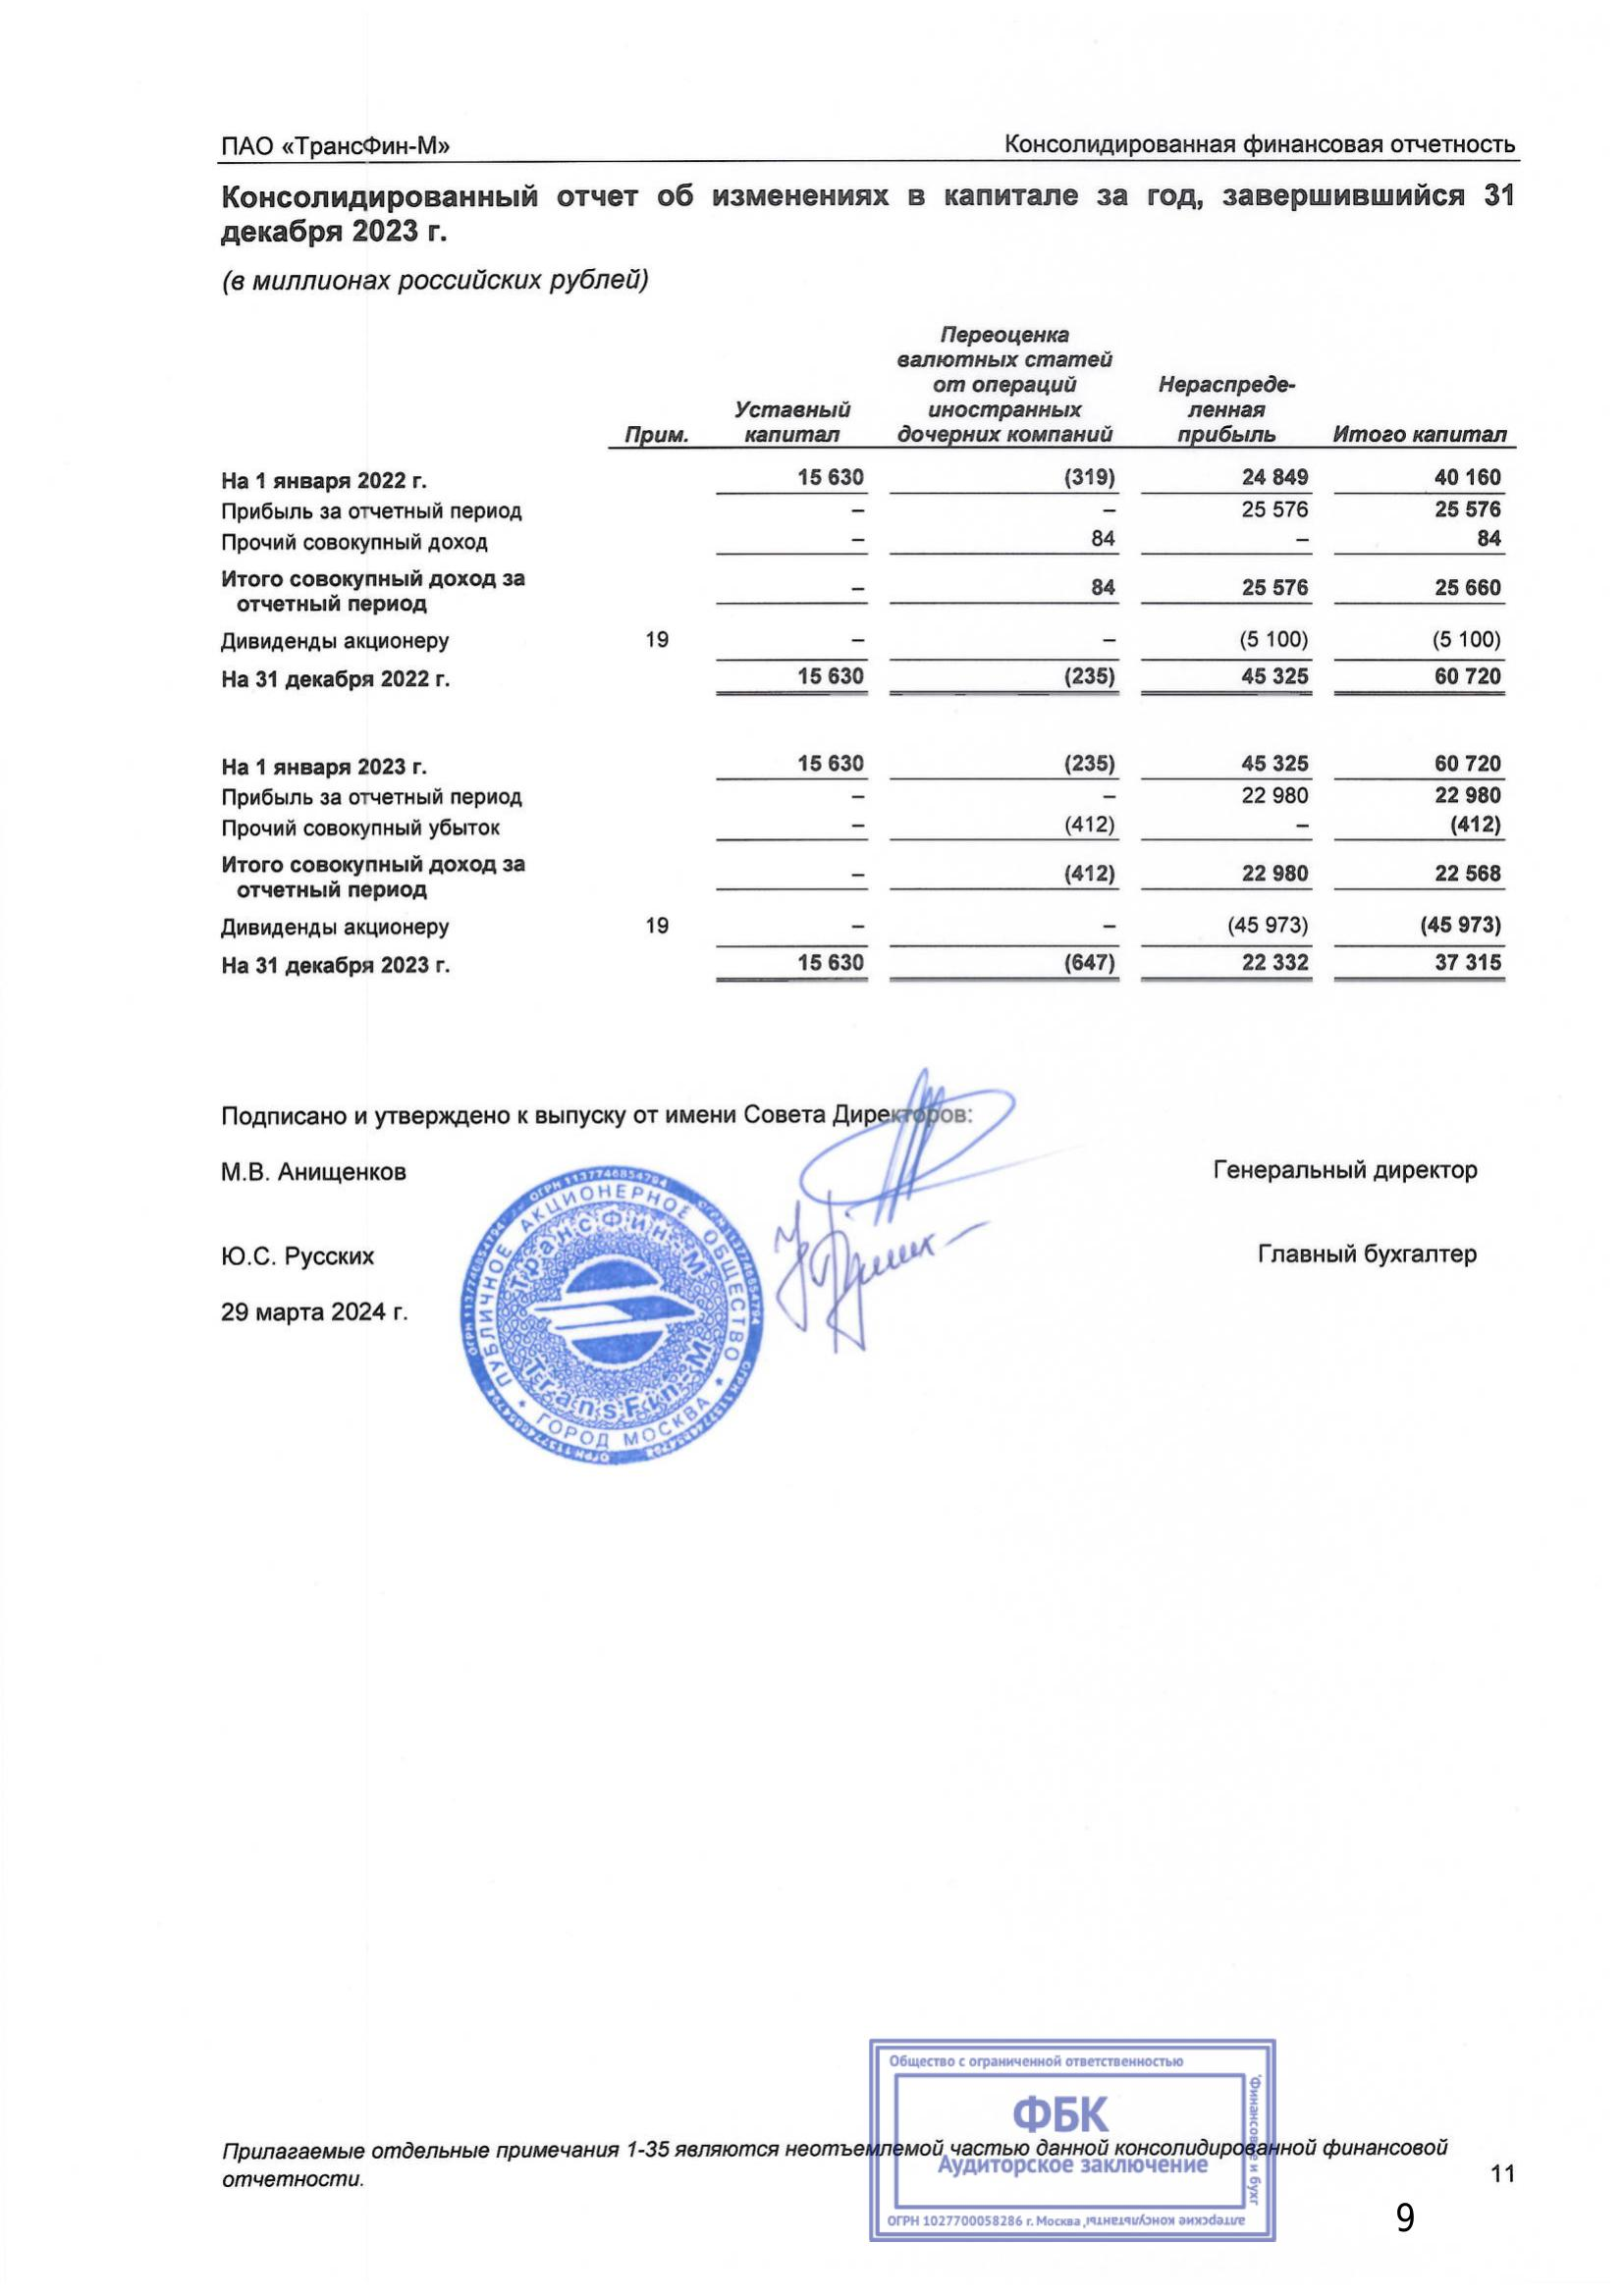 ПАО «ТрансФин-М» Консолидированная финансовая отчетность
Консолидированный отчет об изменениях в капитале за год, завершившийся 31
декабря 2023 г.
(в миллионах российских рублей)
Переоценка
валютных статей
от операций Нераспреде-
Уставный иностранных ленная
Прим. капитал дочерних компаний прибыль Итого капитал
На 1 января 2022 г. 15 630 (319) 24 849 40 160
Прибыль за отчетный период – – 25 576 25 576
Прочий совокупный доход – 84 – 84
Итого совокупный доход за
отчетный период – 84 25 576 25 660
Дивиденды акционеру 19 – – (5 100) (5 100)
На 31 декабря 2022 г. 15 630 (235) 45 325 60 720
На 1 января 2023 г. 15 630 (235) 45 325 60 720
Прибыль за отчетный период – – 22 980 22 980
Прочий совокупный убыток – (412) – (412)
Итого совокупный доход за
отчетный период – (412) 22 980 22 568
Дивиденды акционеру 19 – – (45 973) (45 973)
На 31 декабря 2023 г. 15 630 (647) 22 332 37 315
Подписано и утверждено к выпуску от имени Совета Директоров:
М.В. Анищенков Генеральный директор
Ю.С. Русских Главный бухгалтер
29 марта 2024 г.
ПУБЛИЧНОЕ АКЦИОНЕРНОЕ ОБЩЕСТВО
ОГРН 1137746854794
ТрансФин-М
TransFin-M
ГОРОД МОСКВА
Общество с ограниченной ответственностью
ФБК
Аудиторское заключение
"Финансовые и бухг
алтерские консультанты"
ОГРН 1027700058286 г. Москва
Прилагаемые отдельные примечания 1-35 являются неотъемлемой частью данной консолидированной финансовой
отчетности.
11
9